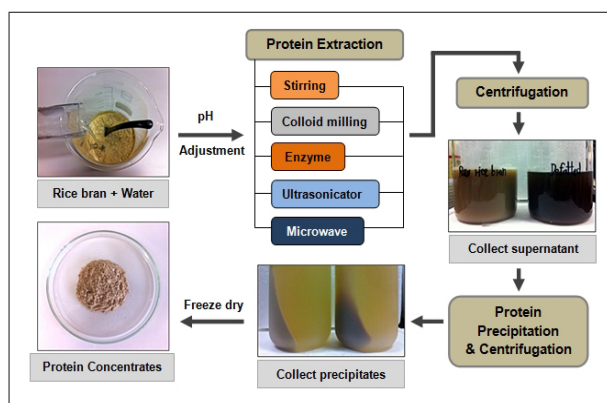 Protein Extraction
Stirring
Colloid milling
Enzyme
Ultrasonicator
Microwave
pH
Adjustment
Rice bran + Water
Centrifugation
Raw rice bran
Defatted
Collect supernatant
Protein
Precipitation
& Centrifugation
Collect precipitates
Freeze dry
Protein Concentrates